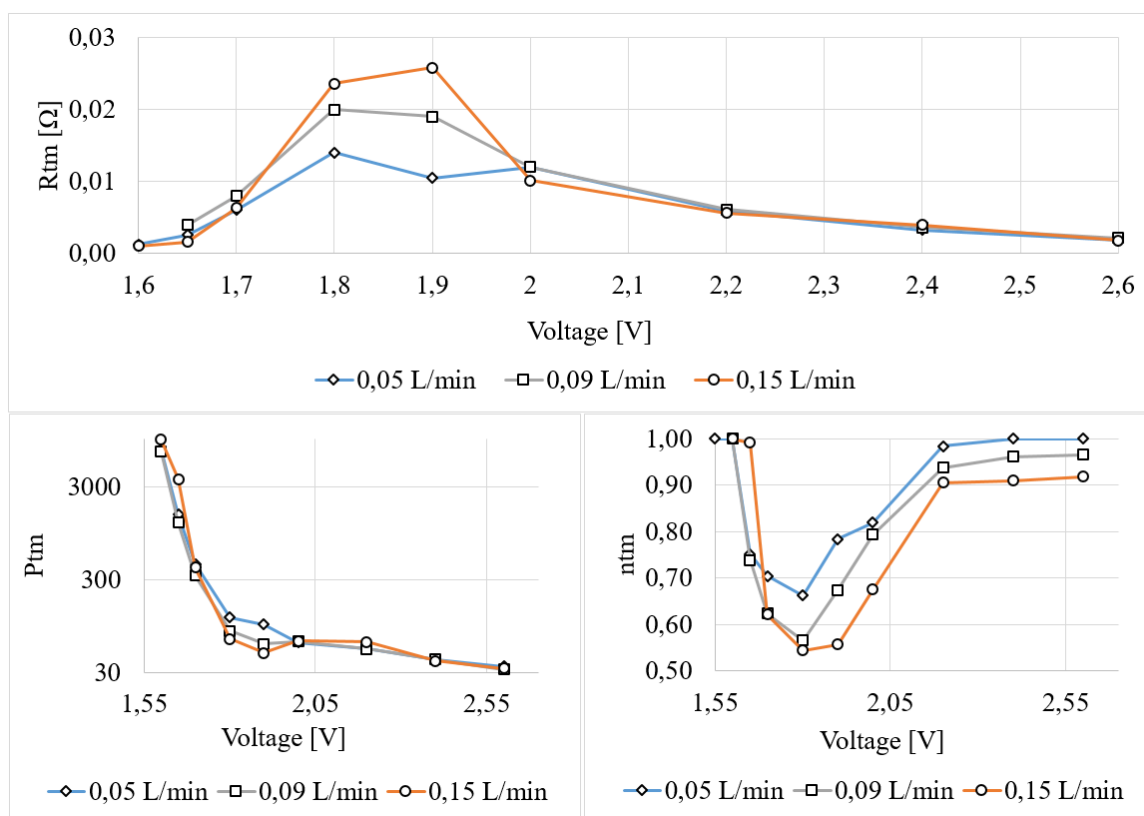 0,03
0,02
0,01
0,00
Rtm [Ω]
1,6 1,7 1,8 1,9 2 2,1 2,2 2,3 2,4 2,5 2,6
Voltage [V]
0,05 L/min 0,09 L/min 0,15 L/min
3000
300
30
Ptm
1,55 2,05 2,55
Voltage [V]
0,05 L/min 0,09 L/min 0,15 L/min
1,00
0,90
0,80
0,70
0,60
0,50
ntm
1,55 2,05 2,55
Voltage [V]
0,05 L/min 0,09 L/min 0,15 L/min